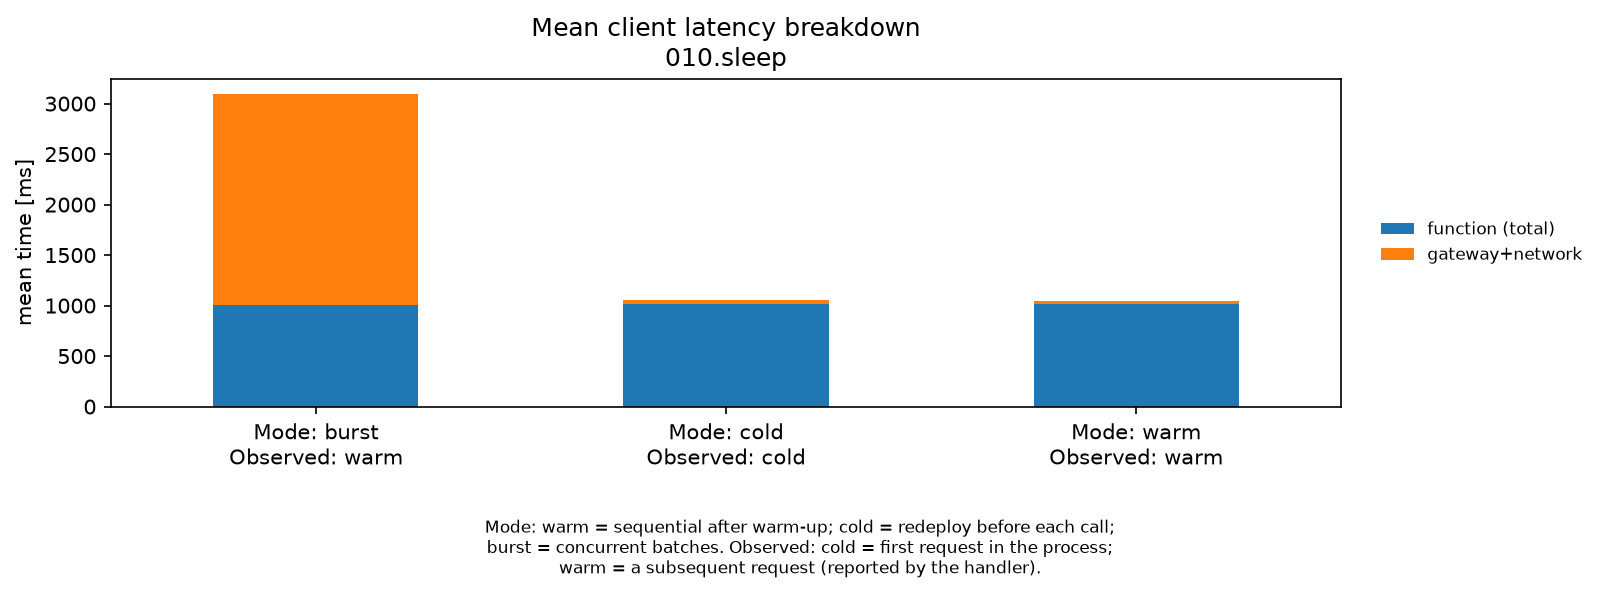 Mean client latency breakdown
010.sleep
mean time [ms]
3000
2500
2000
1500
1000
500
0
Mode: burst
Observed: warm
Mode: cold
Observed: cold
Mode: warm
Observed: warm
function (total)
gateway+network
Mode: warm = sequential after warm-up; cold = redeploy before each call;
burst = concurrent batches. Observed: cold = first request in the process;
warm = a subsequent request (reported by the handler).